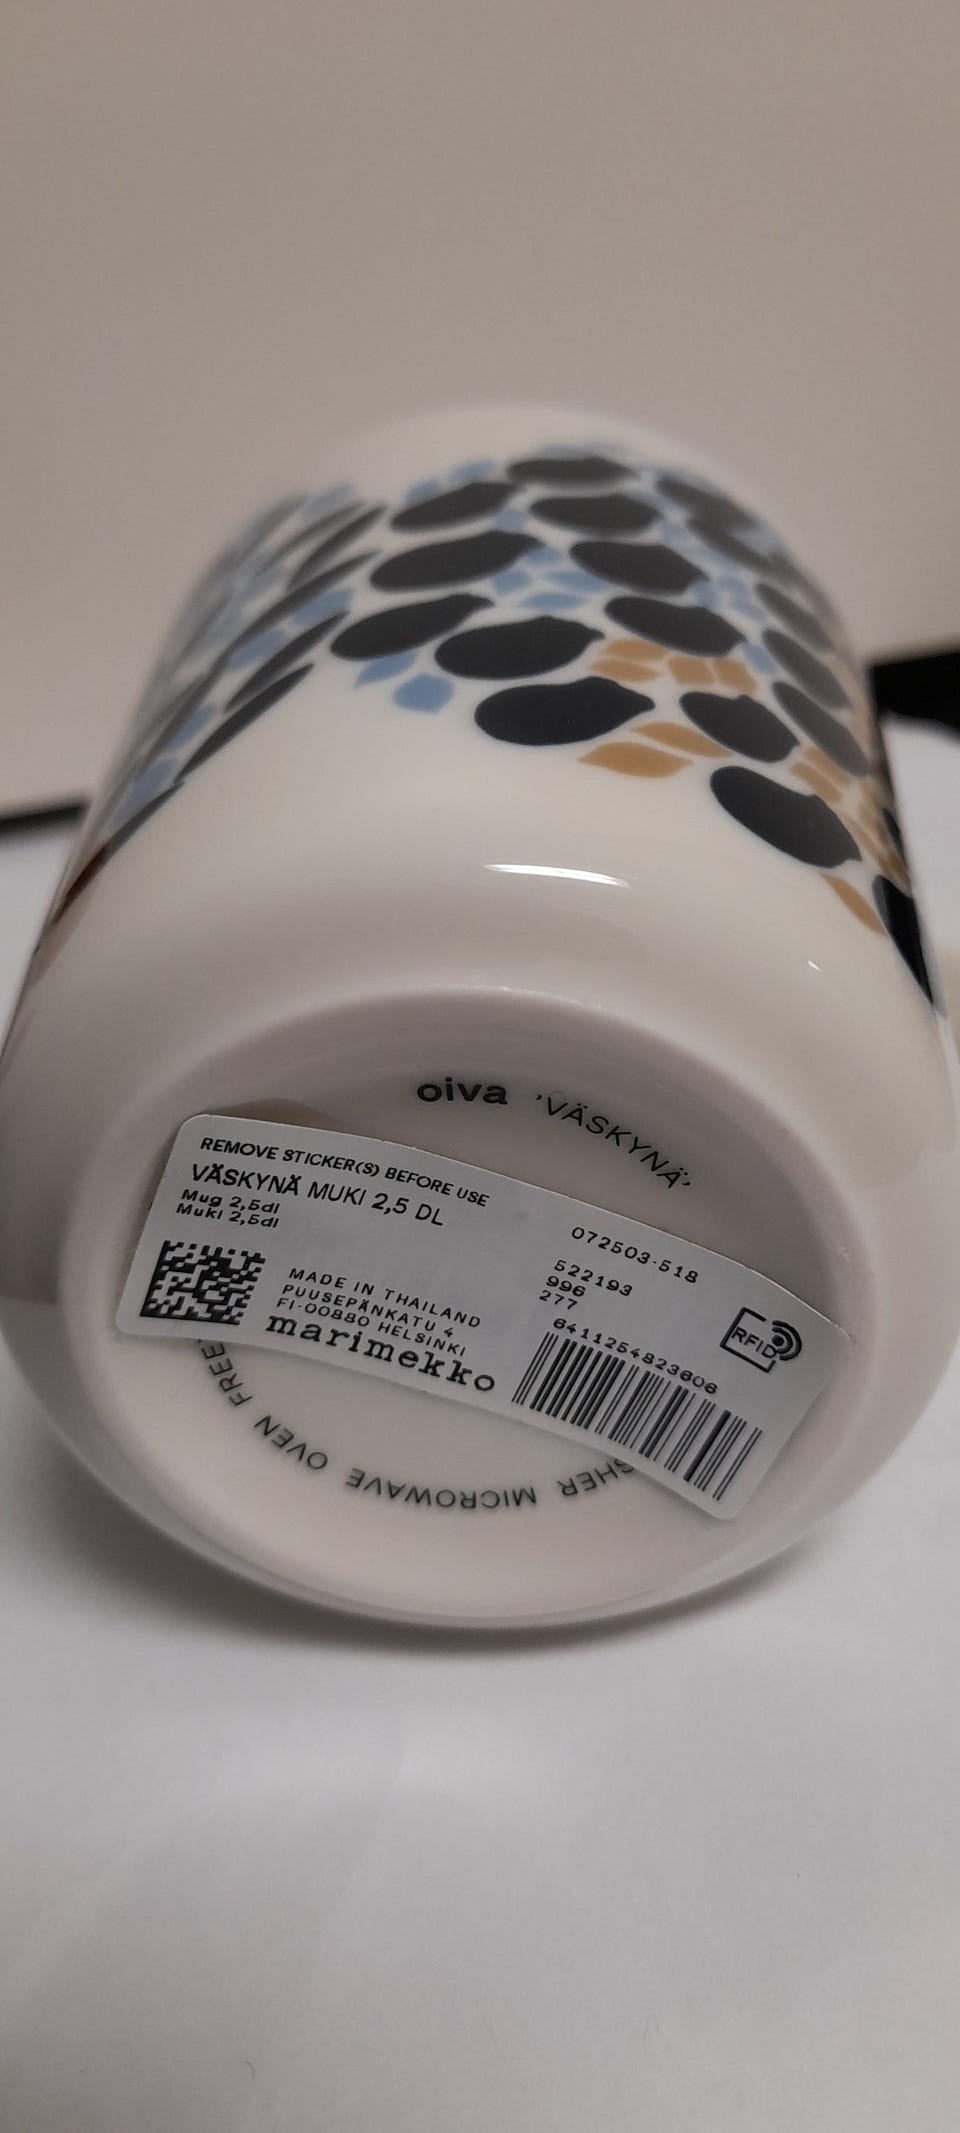 oiva 'VÄSKYNÄ'
REMOVE STICKER(S) BEFORE USE
VÄSKYNÄ MUKI 2,5 DL
Mug 2,5dl
Muki 2,5dl
072503-518
522193
996
277
MADE IN THAILAND
PUUSEPÄNKATU 4
FI-00880 HELSINKI
marimekko
6411254823606
RFID
SHER MICROWAVE OVEN FREE